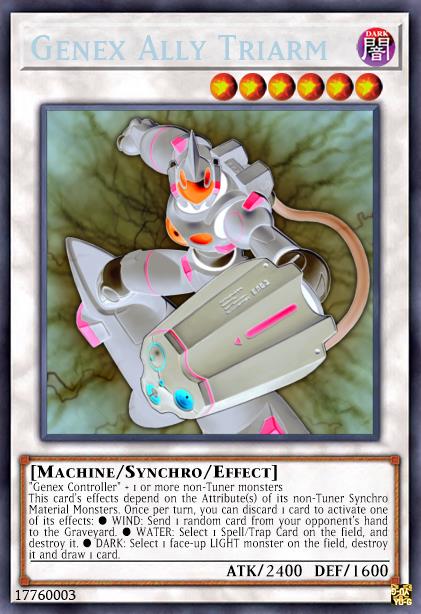 Genex Ally Triarm
DARK
闇
[Machine/Synchro/Effect]
"Genex Controller" + 1 or more non-Tuner monsters
This card's effects depend on the Attribute(s) of its non-Tuner Synchro
Material Monsters. Once per turn, you can discard 1 card to activate one
of its effects: ● WIND: Send 1 random card from your opponent's hand
to the Graveyard. ● WATER: Select 1 Spell/Trap Card on the field, and
destroy it. ● DARK: Select 1 face-up LIGHT monster on the field, destroy
it and draw 1 card.
ATK/2400 DEF/1600
17760003